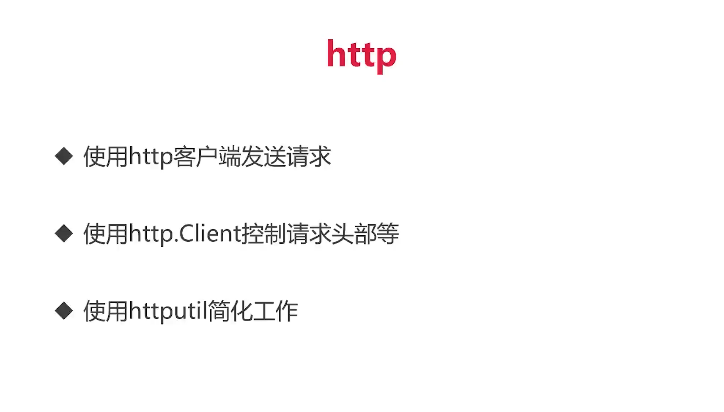 http
◆ 使用http客户端发送请求
◆ 使用http.Client控制请求头部等
◆ 使用httputil简化工作